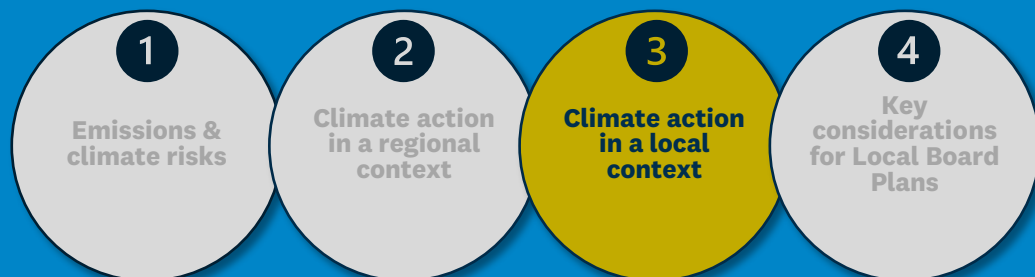 1
Emissions &
climate risks
2
Climate action
in a regional
context
3
Climate action
in a local
context
4
Key
considerations
for Local Board
Plans